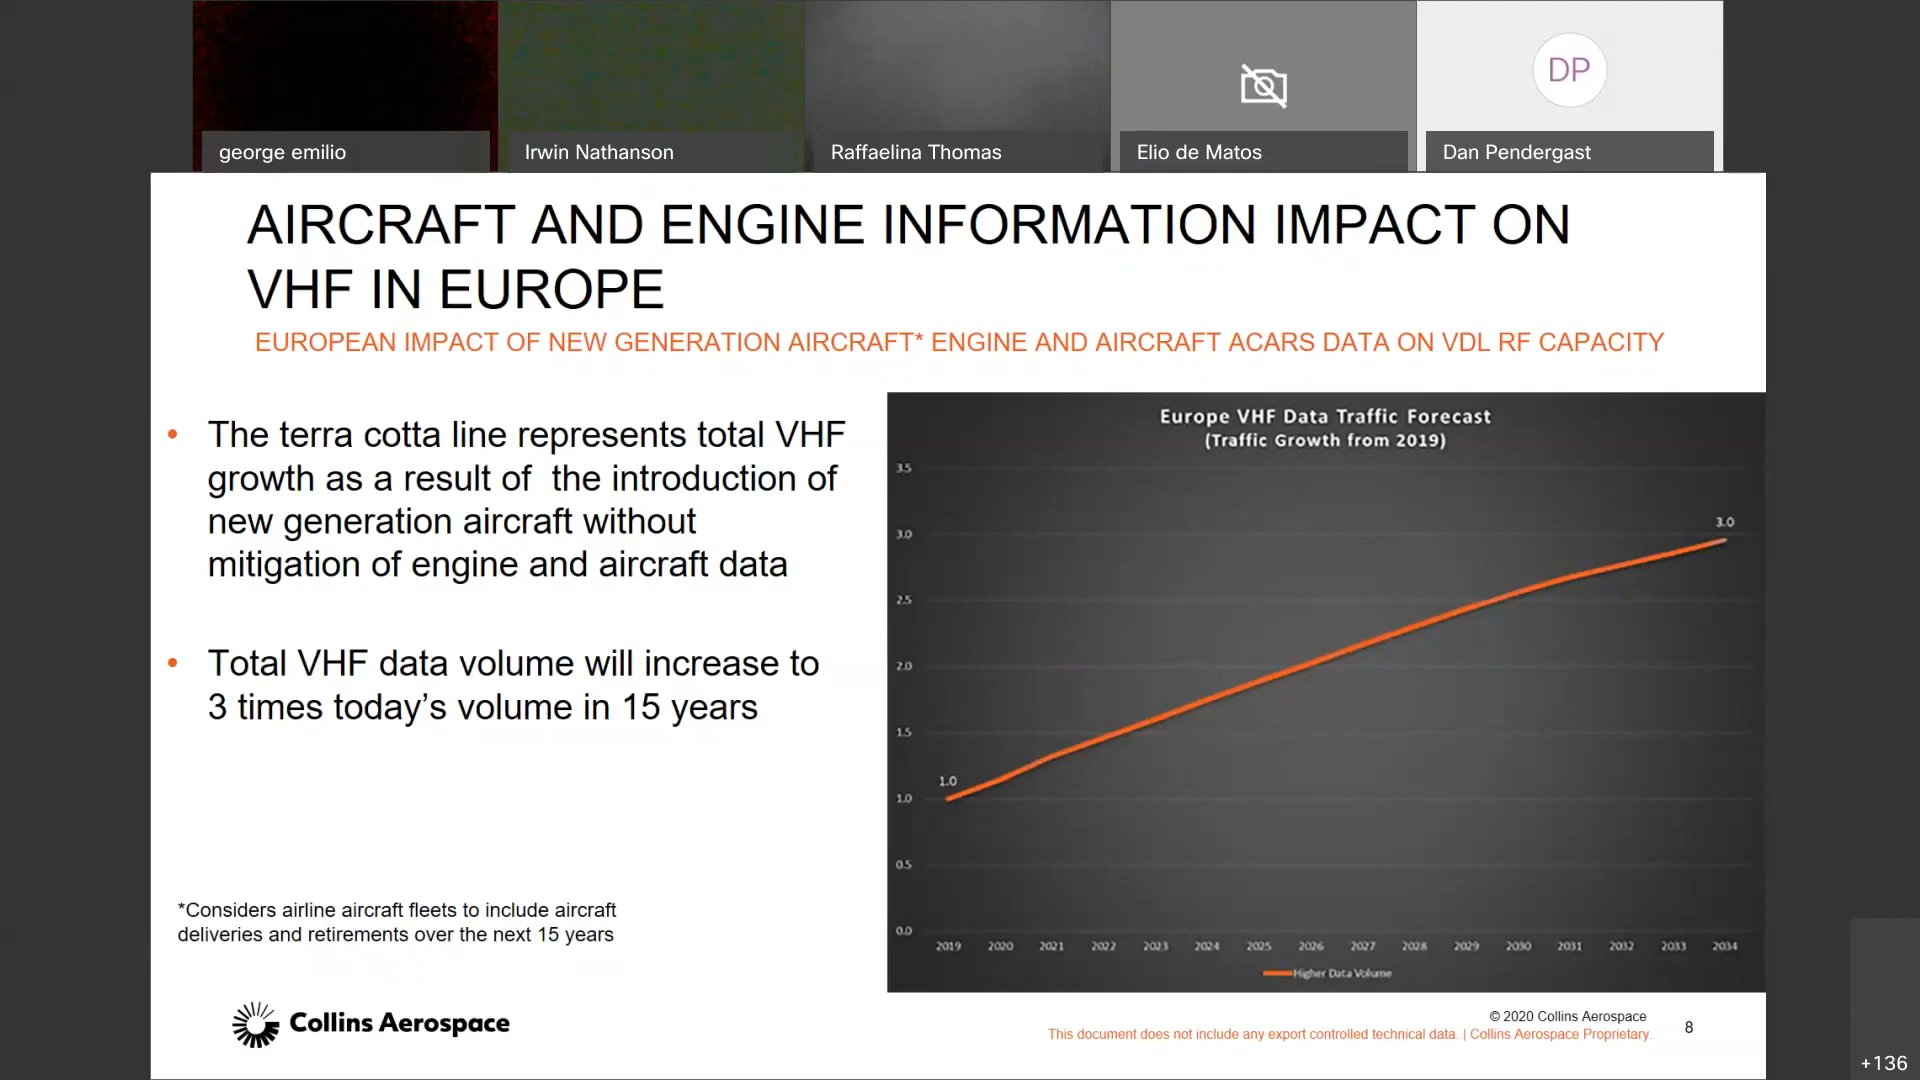 george emilio
Irwin Nathanson
Raffaelina Thomas
Elio de Matos
DP
Dan Pendergast
AIRCRAFT AND ENGINE INFORMATION IMPACT ON
VHF IN EUROPE
EUROPEAN IMPACT OF NEW GENERATION AIRCRAFT* ENGINE AND AIRCRAFT ACARS DATA ON VDL RF CAPACITY
• The terra cotta line represents total VHF
growth as a result of  the introduction of
new generation aircraft without
mitigation of engine and aircraft data
• Total VHF data volume will increase to
3 times today’s volume in 15 years
*Considers airline aircraft fleets to include aircraft
deliveries and retirements over the next 15 years
Europe VHF Data Traffic Forecast
(Traffic Growth from 2019)
3.5
3.0
2.5
2.0
1.5
1.0
0.5
0.0
1.0
3.0
2019 2020 2021 2022 2023 2024 2025 2026 2027 2028 2029 2030 2031 2032 2033 2034
Higher Data Volume
Collins Aerospace
© 2020 Collins Aerospace
This document does not include any export controlled technical data. | Collins Aerospace Proprietary.
8
+136